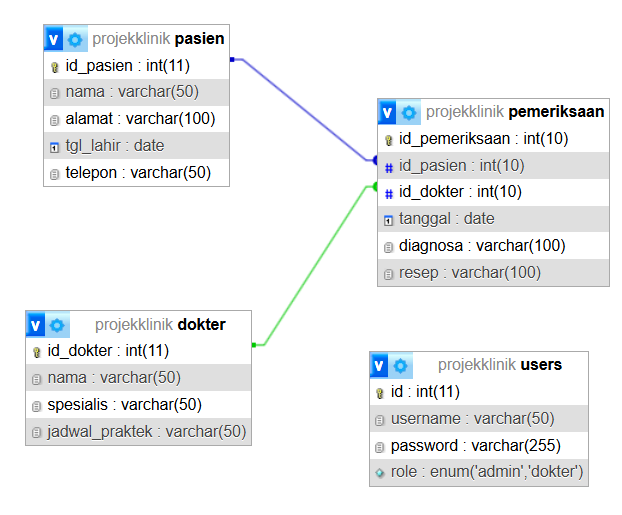 v projekklinik pasien
id_pasien : int(11)
nama : varchar(50)
alamat : varchar(100)
tgl_lahir : date
telepon : varchar(50)
v projekklinik pemeriksaan
id_pemeriksaan : int(10)
# id_pasien : int(10)
# id_dokter : int(10)
tanggal : date
diagnosa : varchar(100)
resep : varchar(100)
v projekklinik dokter
id_dokter : int(11)
nama : varchar(50)
spesialis : varchar(50)
jadwal_praktek : varchar(50)
v projekklinik users
id : int(11)
username : varchar(50)
password : varchar(255)
role : enum('admin','dokter')